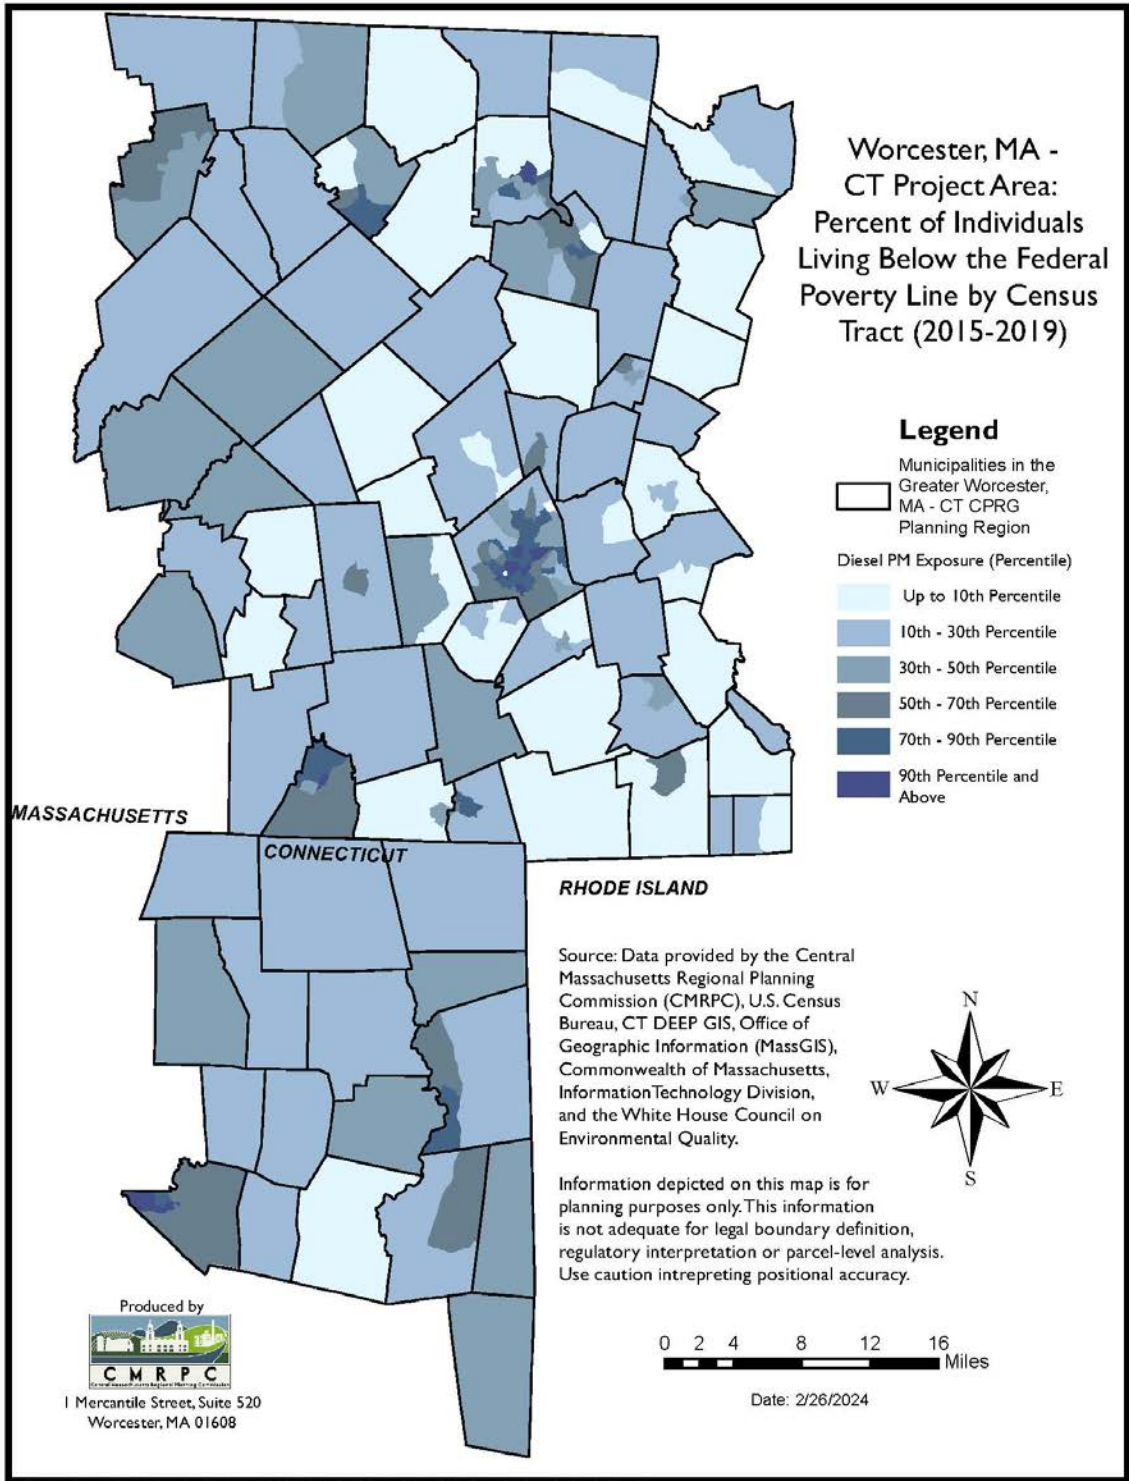 Worcester, MA -
CT Project Area:
Percent of Individuals
Living Below the Federal
Poverty Line by Census
Tract (2015-2019)
Legend
Municipalities in the
Greater Worcester,
MA - CT CPRG
Planning Region
Diesel PM Exposure (Percentile)
Up to 10th Percentile
10th - 30th Percentile
30th - 50th Percentile
50th - 70th Percentile
70th - 90th Percentile
90th Percentile and
Above
MASSACHUSETTS
CONNECTICUT
RHODE ISLAND
Source: Data provided by the Central
Massachusetts Regional Planning
Commission (CMRPC), U.S. Census
Bureau, CT DEEP GIS, Office of
Geographic Information (MassGIS),
Commonwealth of Massachusetts,
InformationTechnology Division,
and the White House Council on
Environmental Quality.
N
W
E
S
Information depicted on this map is for
planning purposes only. This information
is not adequate for legal boundary definition,
regulatory interpretation or parcel-level analysis.
Use caution intrepreting positional accuracy.
Produced by
C M R P C
Central Massachusetts Regional Planning Commission
1 Mercantile Street, Suite 520
Worcester, MA 01608
0 2 4 8 12 16
Miles
Date: 2/26/2024